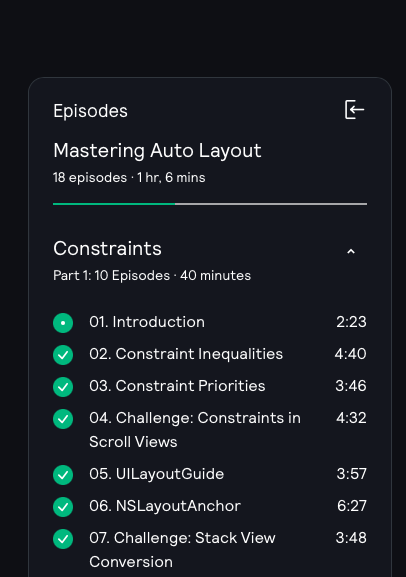 Episodes
Mastering Auto Layout
18 episodes · 1 hr, 6 mins
Constraints
Part 1: 10 Episodes · 40 minutes
01. Introduction 2:23
02. Constraint Inequalities 4:40
03. Constraint Priorities 3:46
04. Challenge: Constraints in 4:32
Scroll Views
05. UILayoutGuide 3:57
06. NSLayoutAnchor 6:27
07. Challenge: Stack View 3:48
Conversion